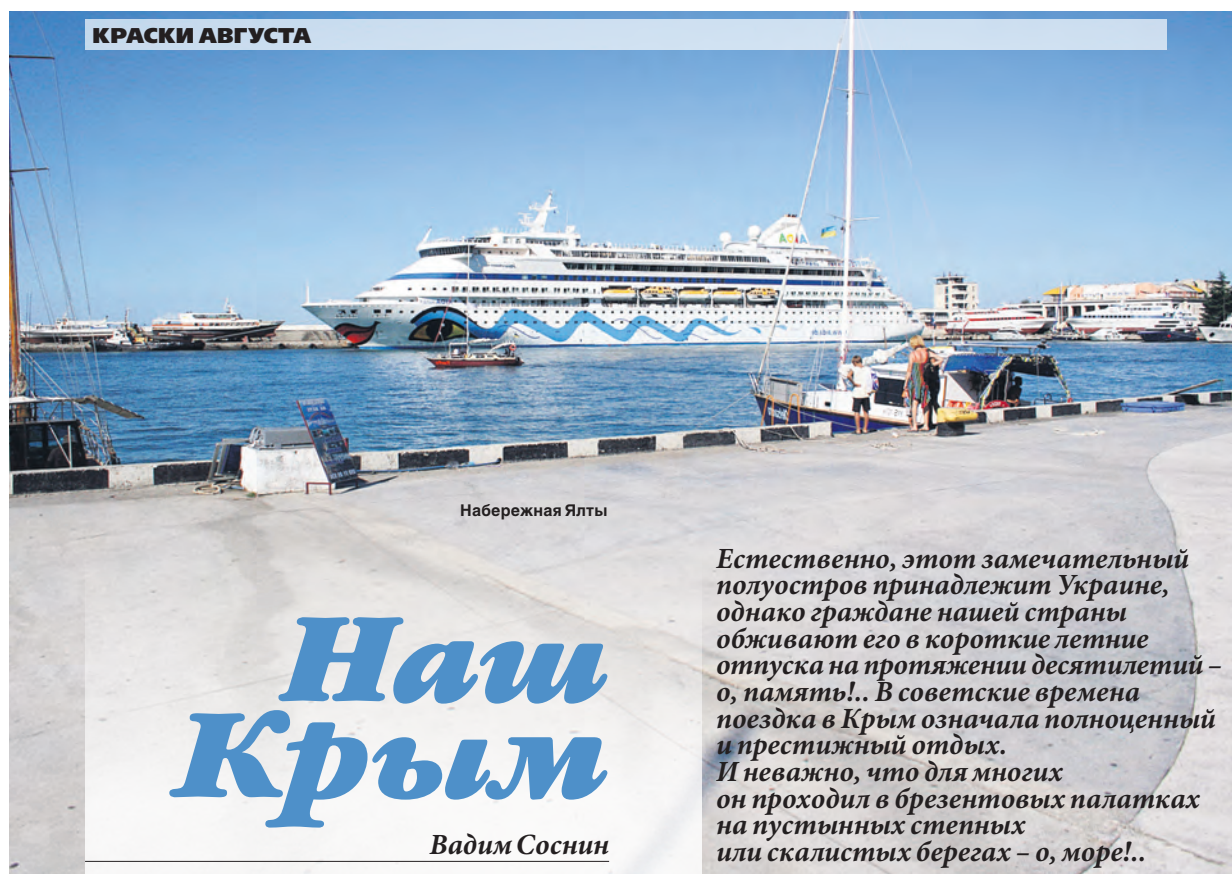 КРАСКИ АВГУСТА
AIDA
Набережная Ялты
Наш
Крым
Вадим Соснин
Естественно, этот замечательный
полуостров принадлежит Украине,
однако граждане нашей страны
обживают его в короткие летние
отпуска на протяжении десятилетий –
о, память!.. В советские времена
поездка в Крым означала полноценный
и престижный отдых.
И неважно, что для многих
он проходил в брезентовых палатках
на пустынных степных
или скалистых берегах – о, море!..